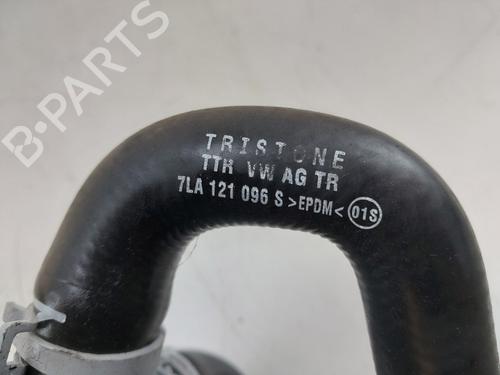 B-PARTS
TRISTONE
TTR VW AG TR
7LA 121 096 S >EPDM< 01S